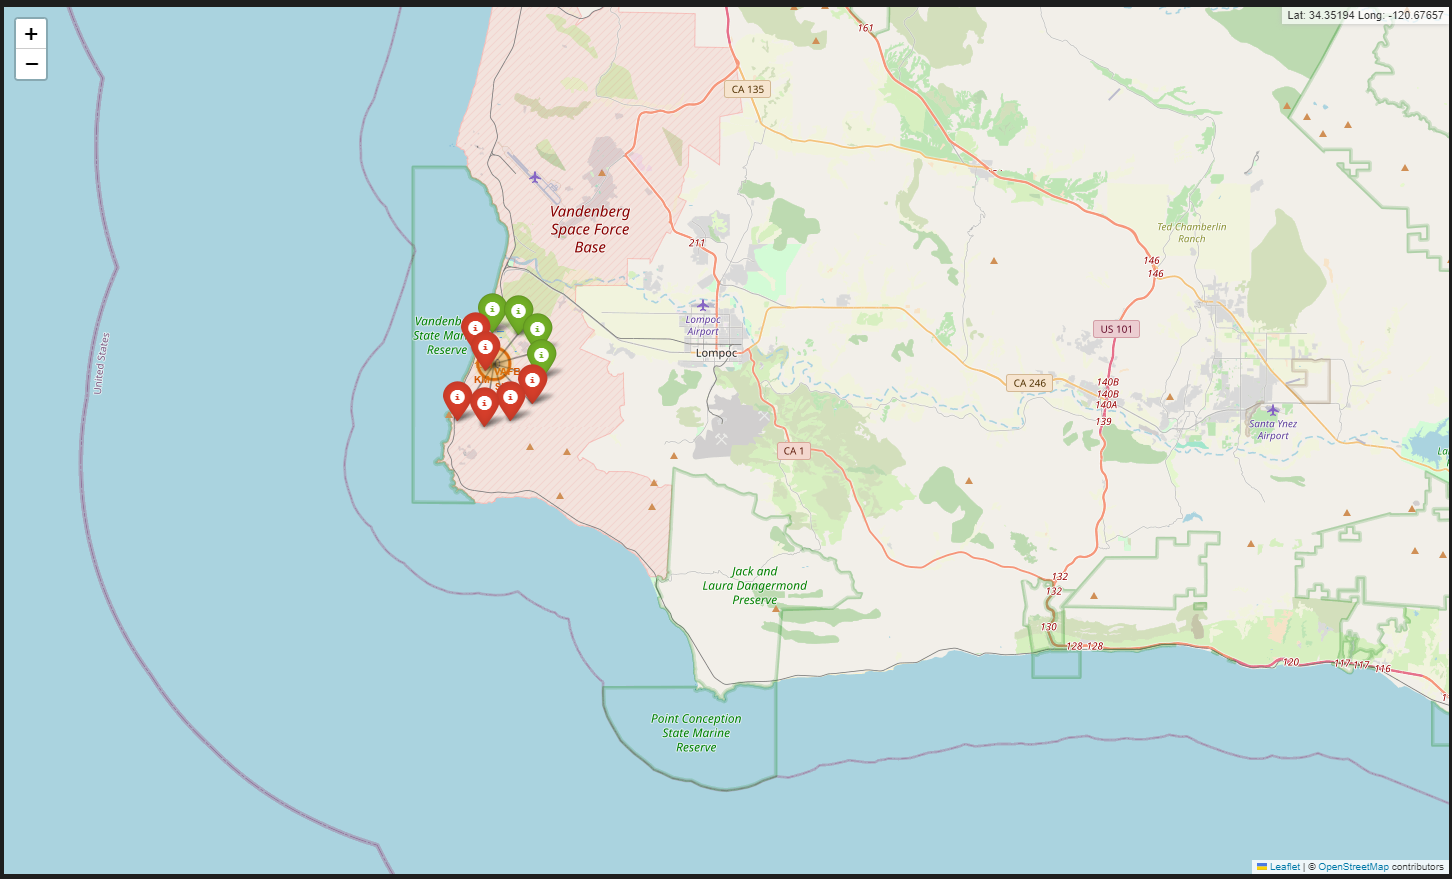 +
−
Lat: 34.35194 Long: -120.67657
161
CA 135
Vandenberg
Space Force
Base
211
Ted Chamberlin
Ranch
146
146
Lompoc
Airport
Lompoc
US 101
CA 246
140B
140B
140A
139
Santa Ynez
Airport
CA 1
United States
State
Reserve
Jack and
Laura Dangermond
Preserve
132
132
130
128-128
120
117
117
116
Point Conception
State Marine
Reserve
Leaflet | © OpenStreetMap contributors